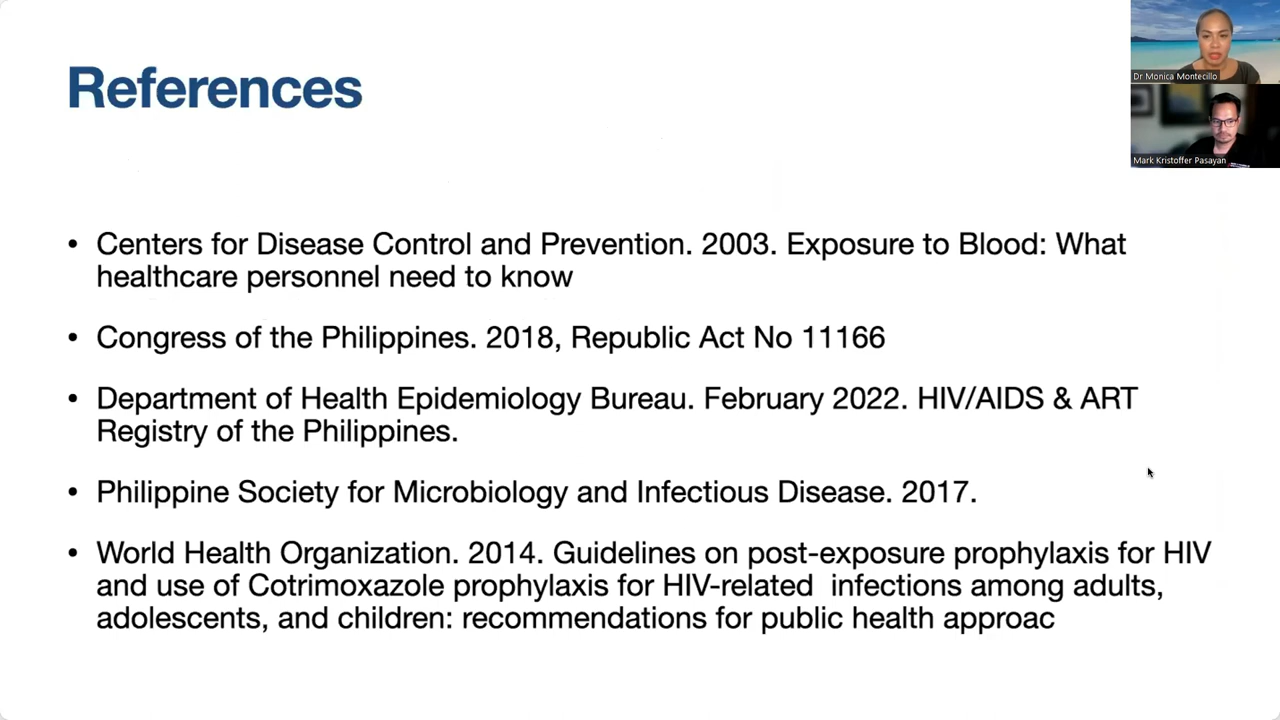 References
Dr Monica Montecillo
Mark Kristoffer Pasayan
• Centers for Disease Control and Prevention. 2003. Exposure to Blood: What
healthcare personnel need to know
• Congress of the Philippines. 2018, Republic Act No 11166
• Department of Health Epidemiology Bureau. February 2022. HIV/AIDS & ART
Registry of the Philippines.
• Philippine Society for Microbiology and Infectious Disease. 2017.
• World Health Organization. 2014. Guidelines on post-exposure prophylaxis for HIV
and use of Cotrimoxazole prophylaxis for HIV-related  infections among adults,
adolescents, and children: recommendations for public health approac